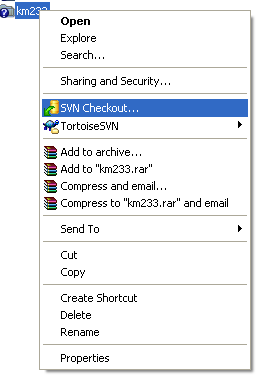 km233
Open
Explore
Search...
Sharing and Security...
SVN Checkout...
TortoiseSVN
Add to archive...
Add to "km233.rar"
Compress and email...
Compress to "km233.rar" and email
Send To
Cut
Copy
Create Shortcut
Delete
Rename
Properties